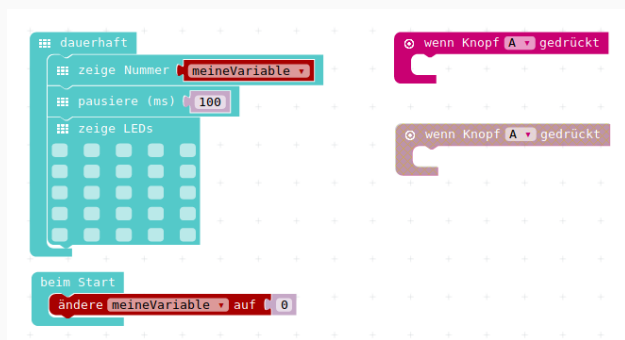 dauerhaft
zeige Nummer meineVariable
pausiere (ms) 100
zeige LEDs
beim Start
ändere meineVariable auf 0
wenn Knopf A gedrückt
wenn Knopf A gedrückt